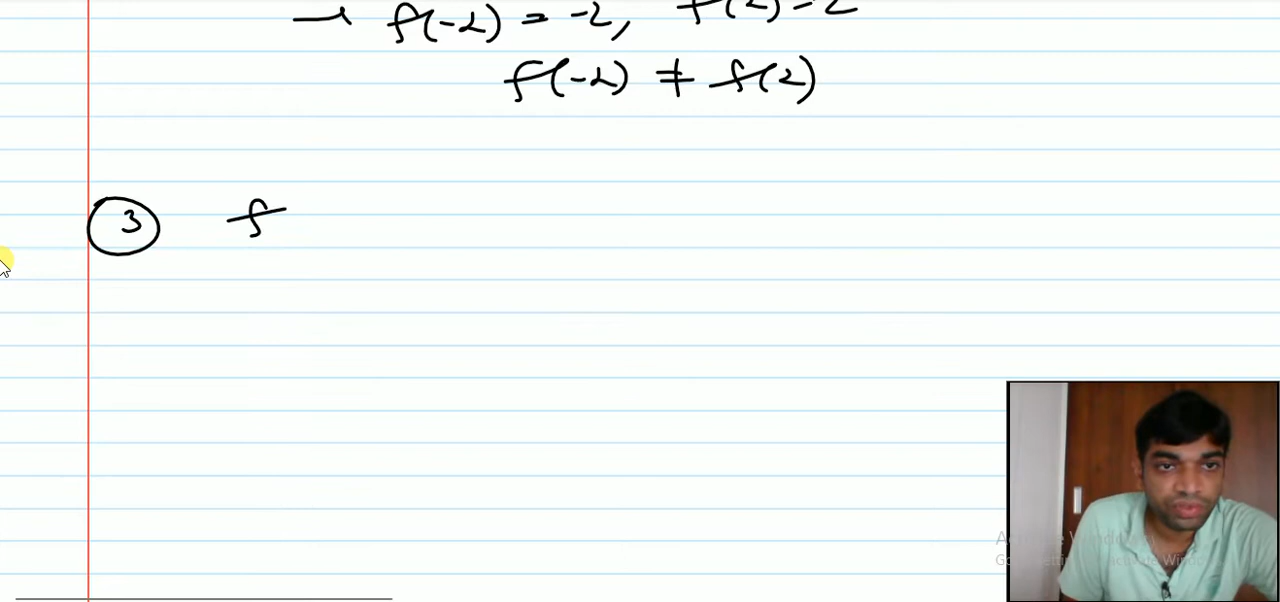 → f(-2) = -2, f(2) = 2
f(-2) ≠ f(2)
③ f